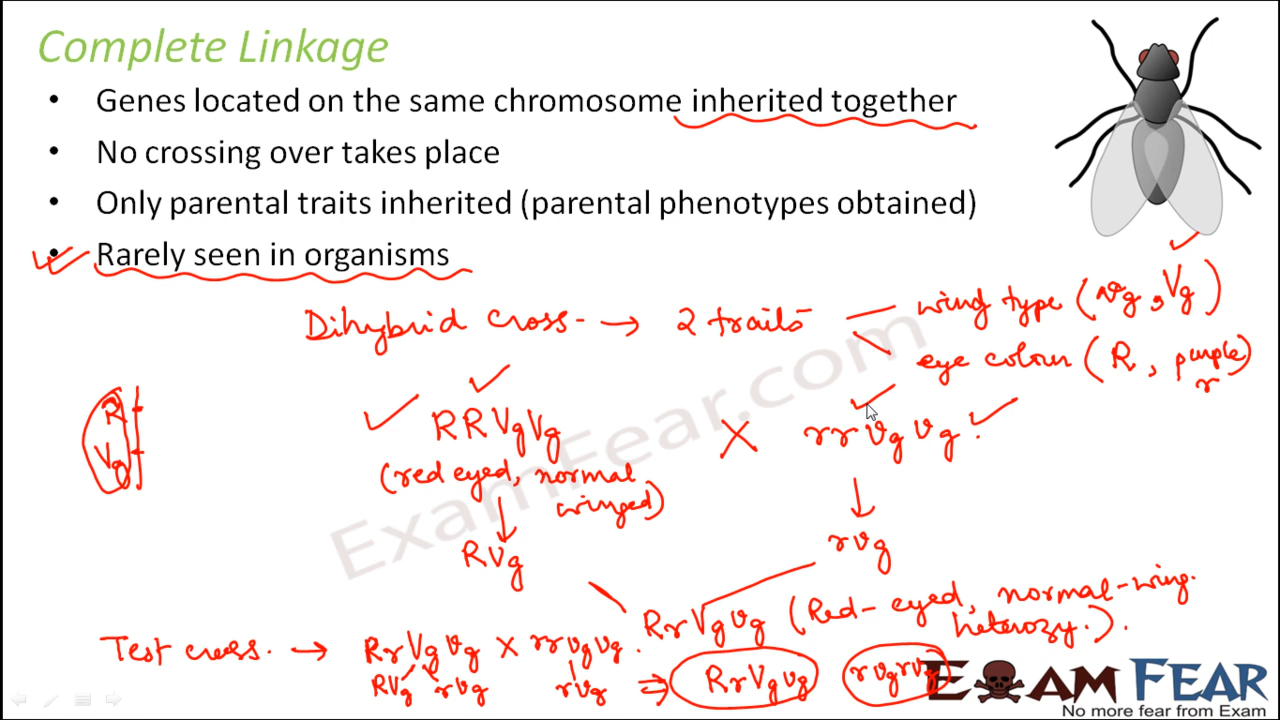 Complete Linkage
• Genes located on the same chromosome inherited together
• No crossing over takes place
• Only parental traits inherited (parental phenotypes obtained)
• Rarely seen in organisms
Dihybrid cross → 2 traits
wing type (vg, Vg)
eye colour (R, purple
r)
R
Vg
RRVgVg X rrvgvg.
(red eyed, normal
winged)
RVg
rvg
RrVgvg (Red-eyed, normal-wing.
heterozy.).
Test cross. → RrVgvg X rrvgvg.
RVg rvg rvg ⇒ RrVgvg rvgrvg
ExamFear.com
EXAM FEAR
No more fear from Exam